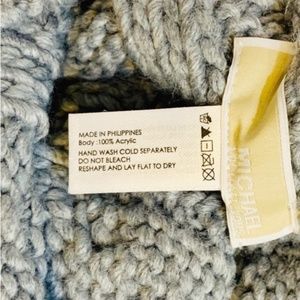 MADE IN PHILIPPINES
Body : 100% Acrylic
HAND WASH COLD SEPARATELY
DO NOT BLEACH
RESHAPE AND LAY FLAT TO DRY
MICHAEL